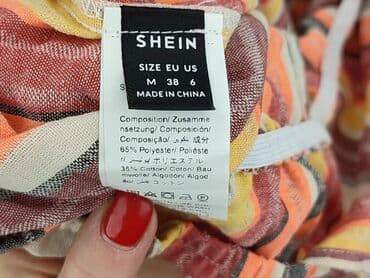 SHEIN
SIZE EU US
M 38 6
MADE IN CHINA
Composition/Zusamme
nsetzung/Composición/
Composição/ 成分
65% Polyester/Poliéste
ポリエステル
35% Cotton/Coton/Bau
mwolle/Algodón/Algod